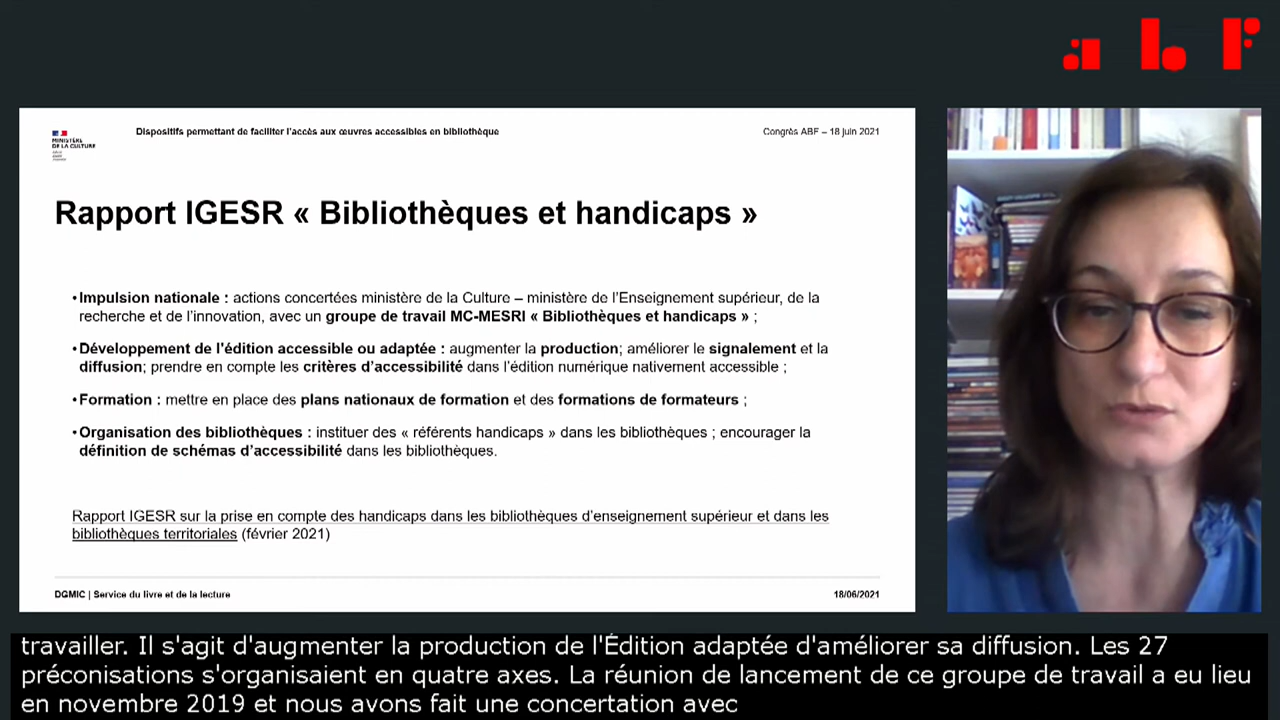 abf
Dispositifs permettant de faciliter l'accès aux œuvres accessibles en bibliothèque
Congrès ABF – 18 juin 2021
MINISTÈRE
DE LA CULTURE
Rapport IGESR « Bibliothèques et handicaps »
•Impulsion nationale : actions concertées ministère de la Culture – ministère de l'Enseignement supérieur, de la
recherche et de l'innovation, avec un groupe de travail MC-MESRI « Bibliothèques et handicaps » ;
•Développement de l'édition accessible ou adaptée : augmenter la production; améliorer le signalement et la
diffusion; prendre en compte les critères d'accessibilité dans l'édition numérique nativement accessible ;
•Formation : mettre en place des plans nationaux de formation et des formations de formateurs ;
•Organisation des bibliothèques : instituer des « référents handicaps » dans les bibliothèques ; encourager la
définition de schémas d'accessibilité dans les bibliothèques.
Rapport IGESR sur la prise en compte des handicaps dans les bibliothèques d'enseignement supérieur et dans les
bibliothèques territoriales (février 2021)
DGMIC | Service du livre et de la lecture
18/06/2021
travailler. Il s'agit d'augmenter la production de l'Édition adaptée d'améliorer sa diffusion. Les 27
préconisations s'organisaient en quatre axes. La réunion de lancement de ce groupe de travail a eu lieu
en novembre 2019 et nous avons fait une concertation avec